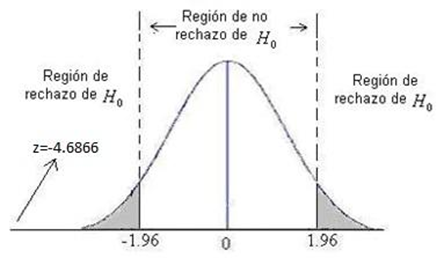 Región de no
rechazo de H₀
Región de
rechazo de H₀
Región de
rechazo de H₀
z=-4.6866
-1.96
0
1.96